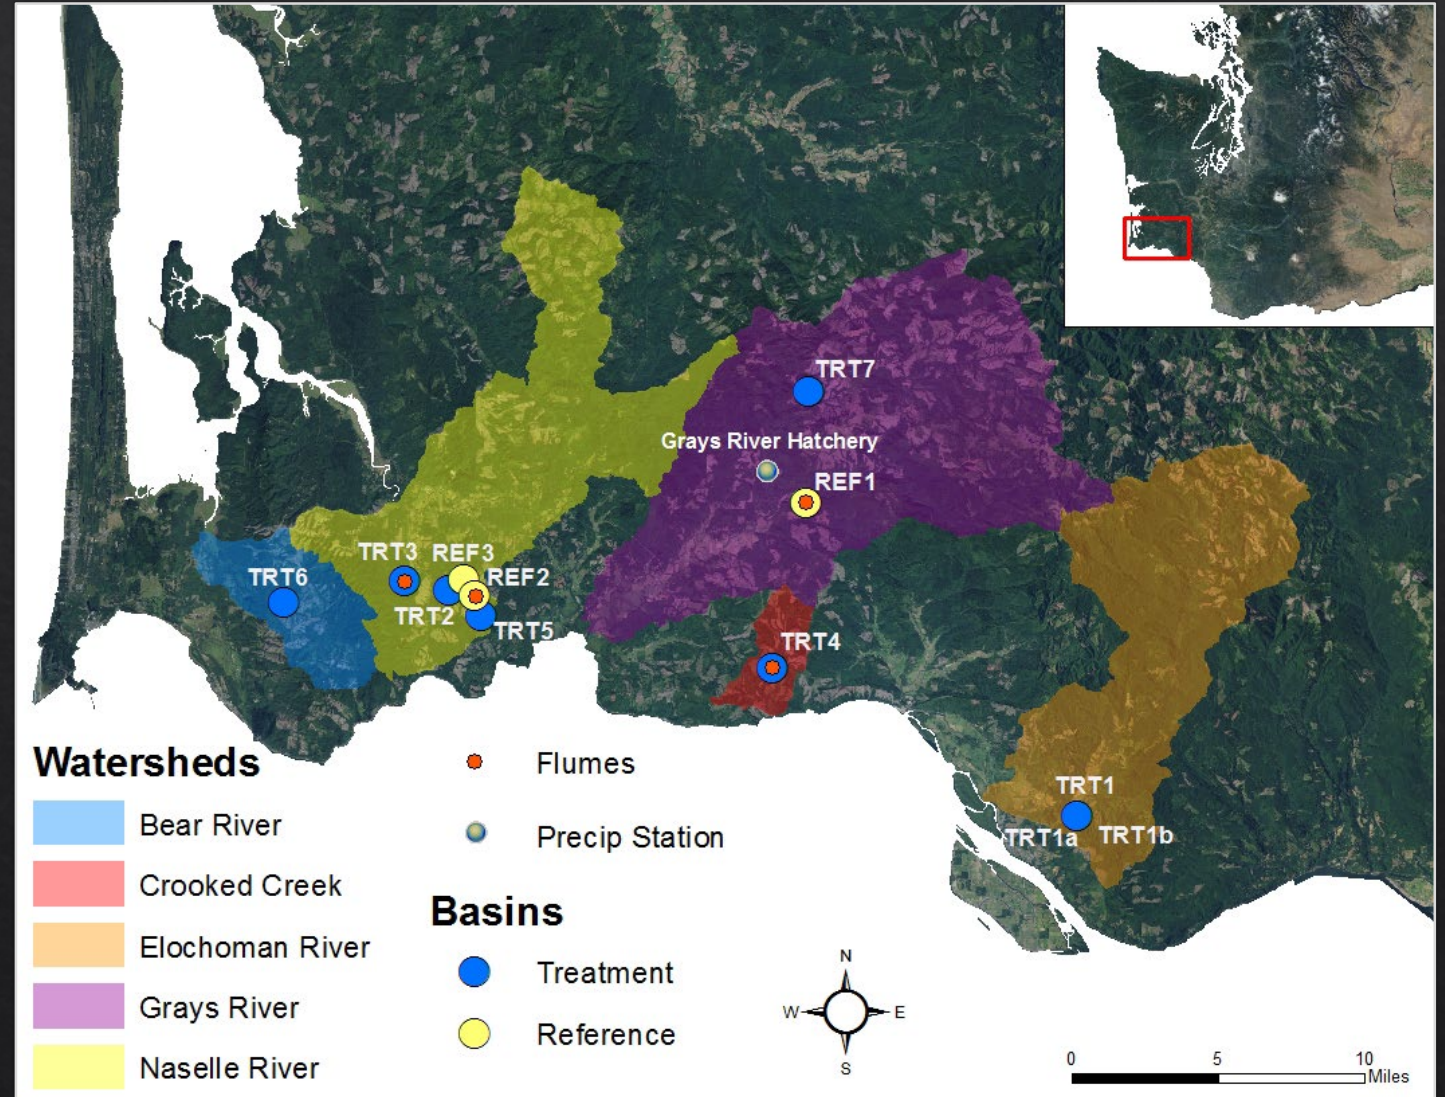 TRT7
Grays River Hatchery
REF1
TRT3 REF3
TRT6
REF2
TRT2
TRT5
TRT4
TRT1
TRT1a TRT1b
Watersheds
Bear River
Crooked Creek
Elochoman River
Grays River
Naselle River
Flumes
Precip Station
Basins
Treatment
Reference
N
W E
S
0 5 10
Miles